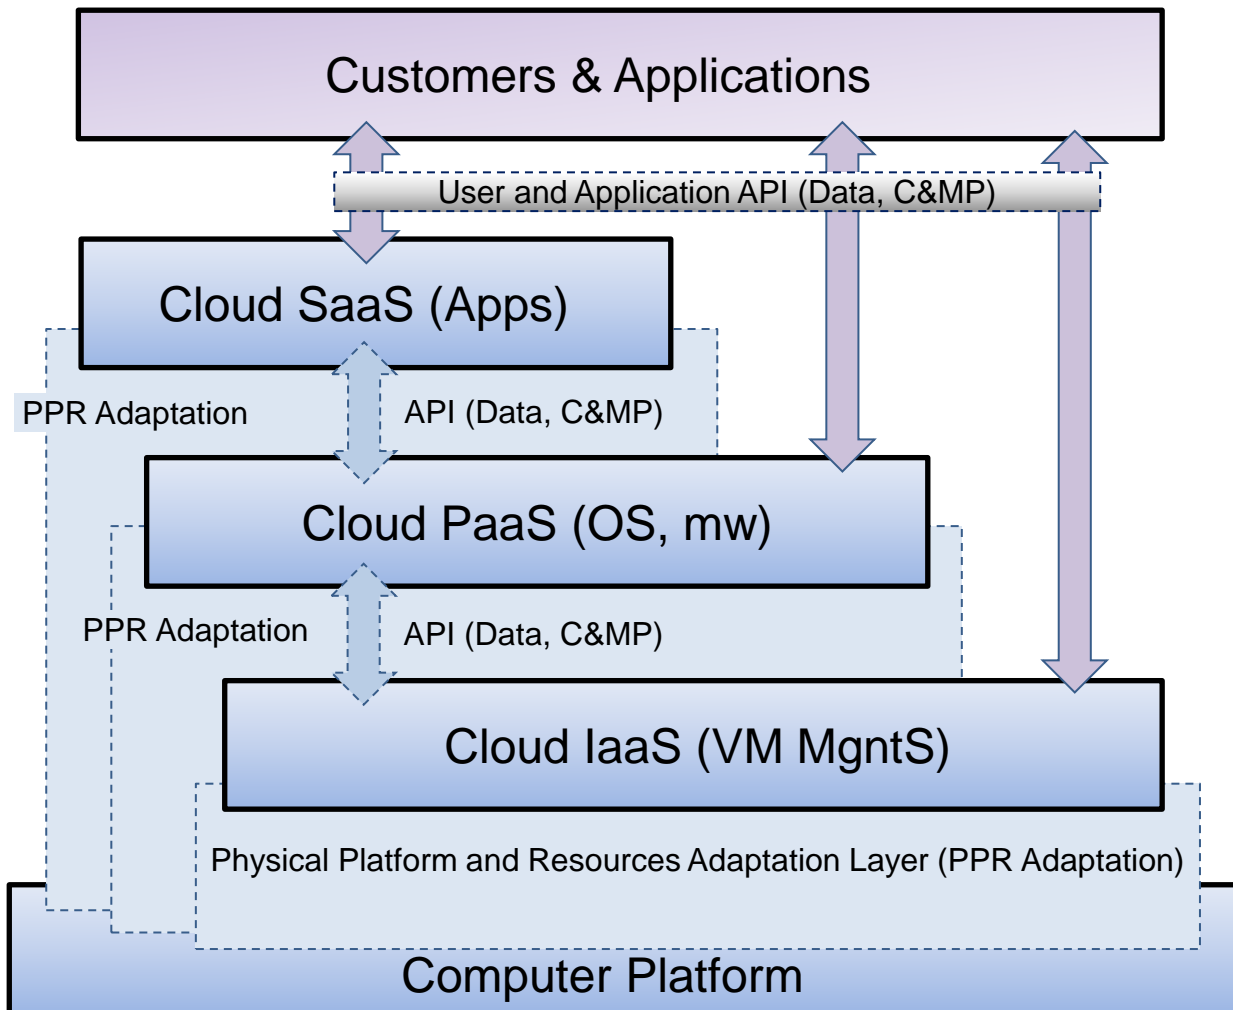 Customers & Applications
User and Application API (Data, C&MP)
Cloud SaaS (Apps)
PPR Adaptation
API (Data, C&MP)
Cloud PaaS (OS, mw)
PPR Adaptation
API (Data, C&MP)
Cloud IaaS (VM MgntS)
Physical Platform and Resources Adaptation Layer (PPR Adaptation)
Computer Platform